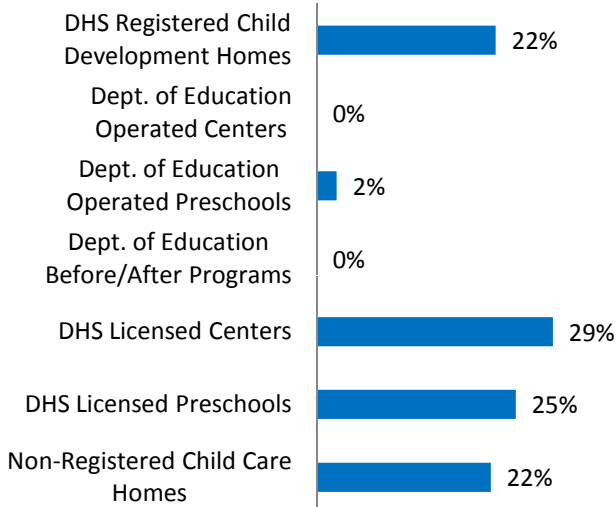 DHS Registered Child
Development Homes
22%
Dept. of Education
Operated Centers
0%
Dept. of Education
Operated Preschools
2%
Dept. of Education
Before/After Programs
0%
DHS Licensed Centers
29%
DHS Licensed Preschools
25%
Non-Registered Child Care
Homes
22%